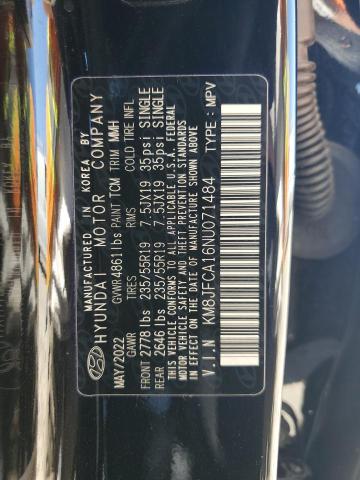 MANUFACTURED IN KOREA BY
HYUNDAI MOTOR COMPANY
MAY/2022 GVWR 4861 lbs PAINT TCM TRIM MMH
GAWR TIRES RIMS COLD TIRE INFL
FRONT 2778 lbs 235/55R19 7.5JX19 35psi SINGLE
REAR 2646 lbs 235/55R19 7.5JX19 35psi SINGLE
THIS VEHICLE CONFORMS TO ALL APPLICABLE U.S.A FEDERAL
MOTOR VEHICLE SAFETY AND THEFT PREVENTION STANDARDS
IN EFFECT ON THE DATE OF MANUFACTURE SHOWN ABOVE.
V.I.N KM8JFCA16NU071484 TYPE: MPV